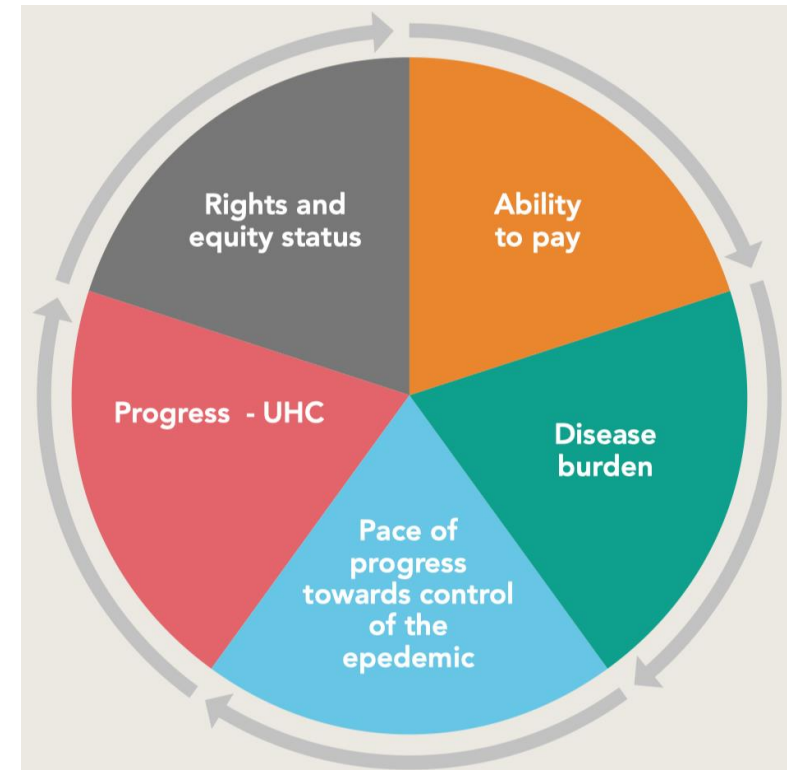 Rights and
equity status
Ability
to pay
Progress - UHC
Disease
burden
Pace of
progress
towards control
of the
epedemic